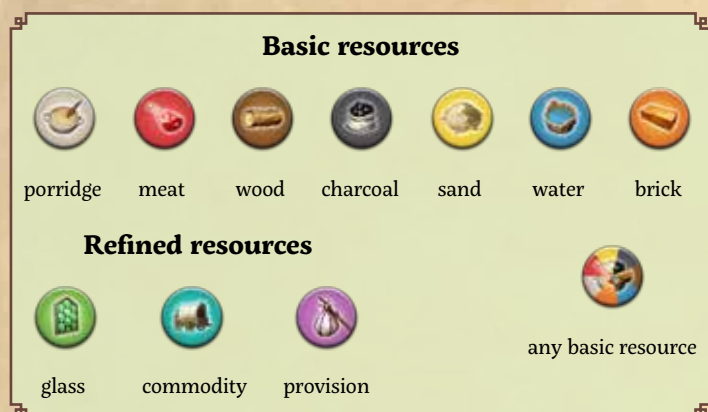 Basic resources
porridge meat wood charcoal sand water brick
Refined resources
any basic resource
glass commodity provision